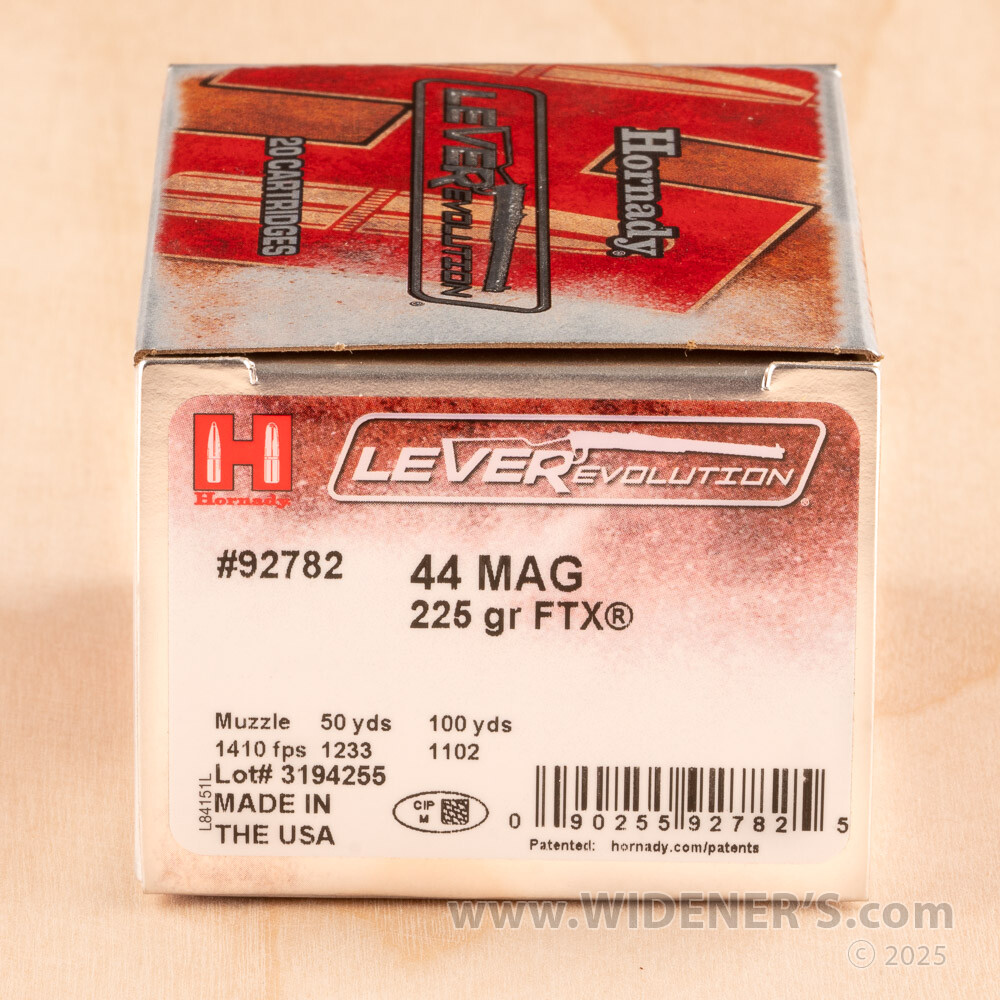 Hornady®
LEVERevolution®
20 CARTRIDGES
H
Hornady
LEVERevolution®
#92782
44 MAG
225 gr FTX®
Muzzle 50 yds 100 yds
1410 fps 1233 1102
Lot# 3194255
MADE IN
THE USA
L84151L
CIP
M
0 90255 92782 5
Patented: hornady.com/patents
www.WIDENER'S.com
© 2025